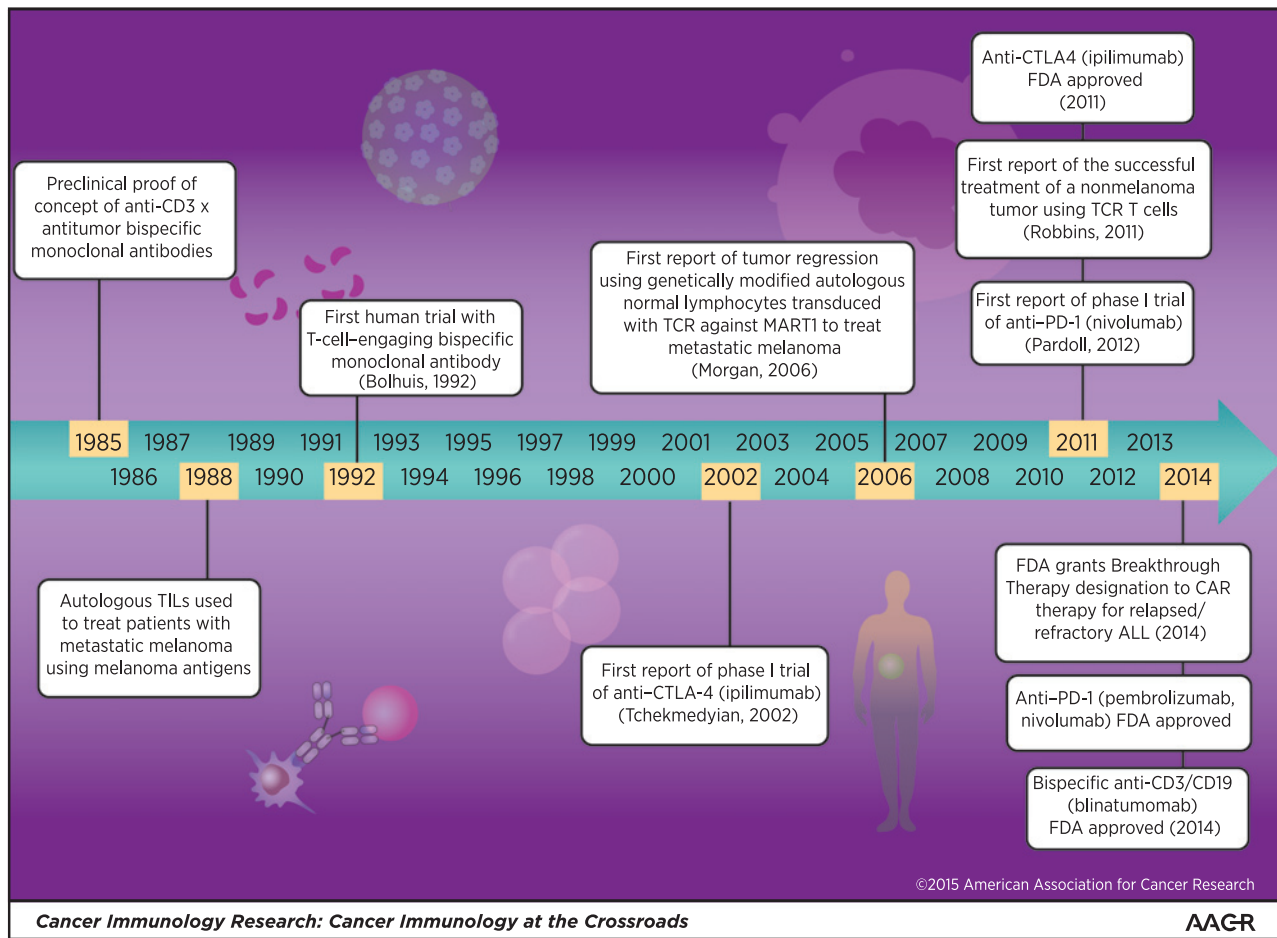 Anti-CTLA4 (ipilimumab)
FDA approved
(2011)
First report of the successful
treatment of a nonmelanoma
tumor using TCR T cells
(Robbins, 2011)
First report of phase I trial
of anti–PD-1 (nivolumab)
(Pardoll, 2012)
Preclinical proof of
concept of anti-CD3 x
antitumor bispecific
monoclonal antibodies
First human trial with
T-cell–engaging bispecific
monoclonal antibody
(Bolhuis, 1992)
First report of tumor regression
using genetically modified autologous
normal lymphocytes transduced
with TCR against MART1 to treat
metastatic melanoma
(Morgan, 2006)
1985 1987 1989 1991 1993 1995 1997 1999 2001 2003 2005 2007 2009 2011 2013
1986 1988 1990 1992 1994 1996 1998 2000 2002 2004 2006 2008 2010 2012 2014
Autologous TILs used
to treat patients with
metastatic melanoma
using melanoma antigens
First report of phase I trial
of anti–CTLA-4 (ipilimumab)
(Tchekmedyian, 2002)
FDA grants Breakthrough
Therapy designation to CAR
therapy for relapsed/
refractory ALL (2014)
Anti–PD-1 (pembrolizumab,
nivolumab) FDA approved
Bispecific anti-CD3/CD19
(blinatumomab)
FDA approved (2014)
©2015 American Association for Cancer Research
Cancer Immunology Research: Cancer Immunology at the Crossroads
AACR